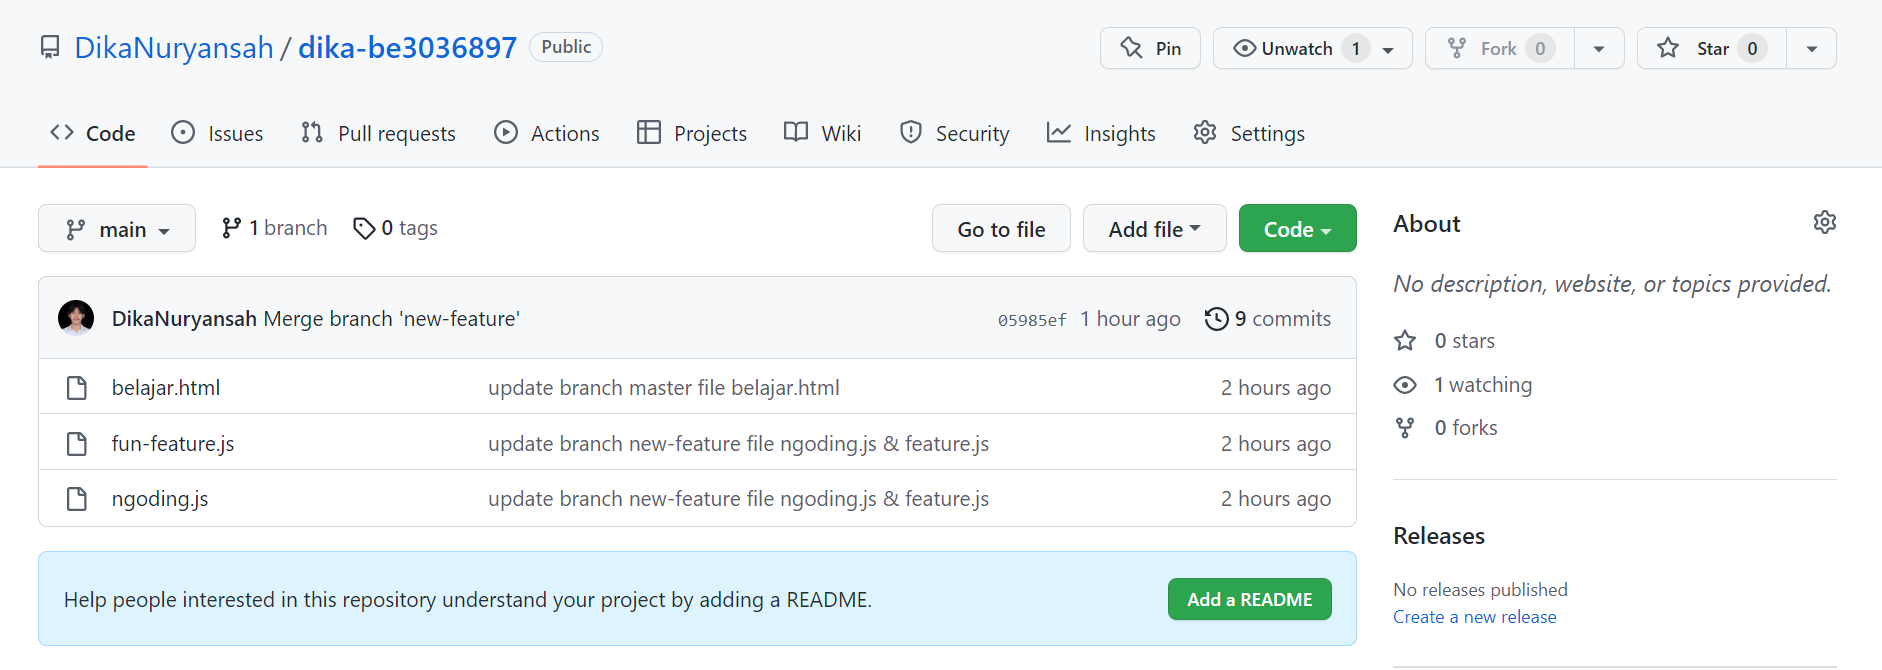 DikaNuryansah / dika-be3036897 Public Pin Unwatch 1 Fork 0 Star 0
Code Issues Pull requests Actions Projects Wiki Security Insights Settings
main 1 branch 0 tags Go to file Add file Code
DikaNuryansah Merge branch 'new-feature' 05985ef 1 hour ago 9 commits
belajar.html update branch master file belajar.html 2 hours ago
fun-feature.js update branch new-feature file ngoding.js & feature.js 2 hours ago
ngoding.js update branch new-feature file ngoding.js & feature.js 2 hours ago
Help people interested in this repository understand your project by adding a README. Add a README
About
No description, website, or topics provided.
0 stars
1 watching
0 forks
Releases
No releases published
Create a new release